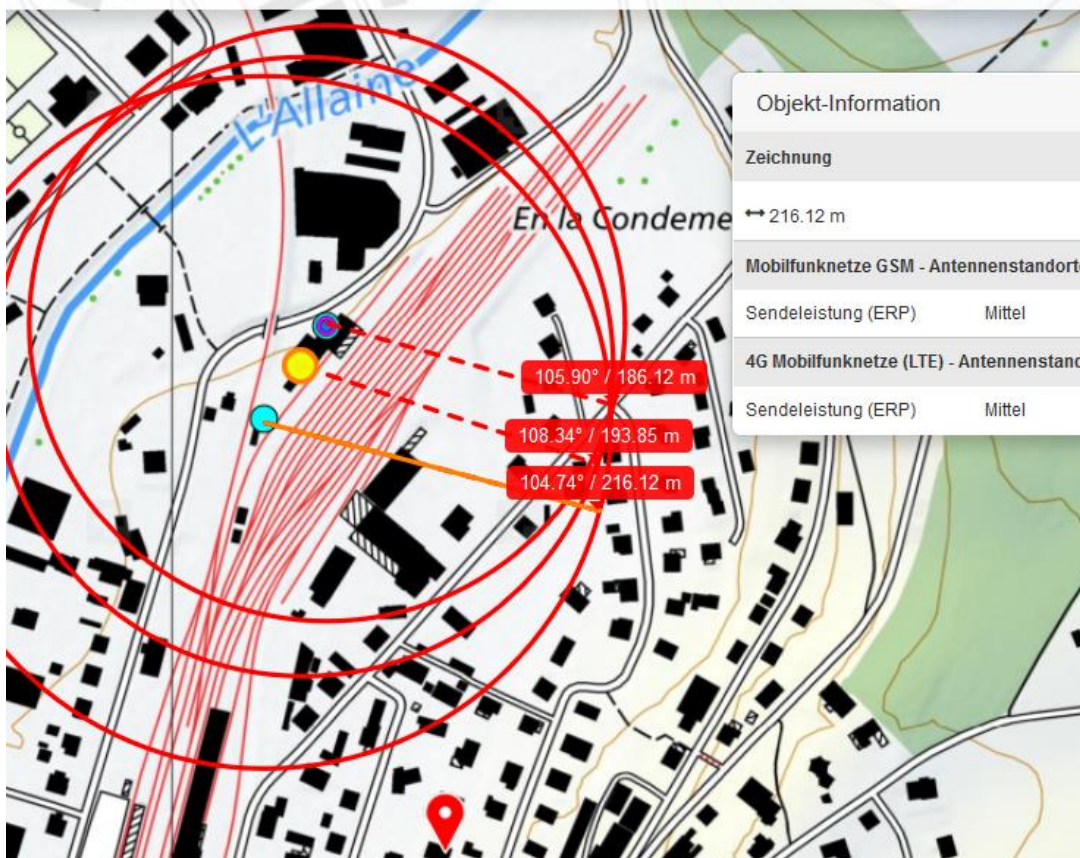 L'Allaine
En la Condeme
105.90° / 186.12 m
108.34° / 193.85 m
104.74° / 216.12 m
Objekt-Information
Zeichnung
↔ 216.12 m
Mobilfunknetze GSM - Antennenstandort
Sendeleistung (ERP) Mittel
4G Mobilfunknetze (LTE) - Antennenstand
Sendeleistung (ERP) Mittel